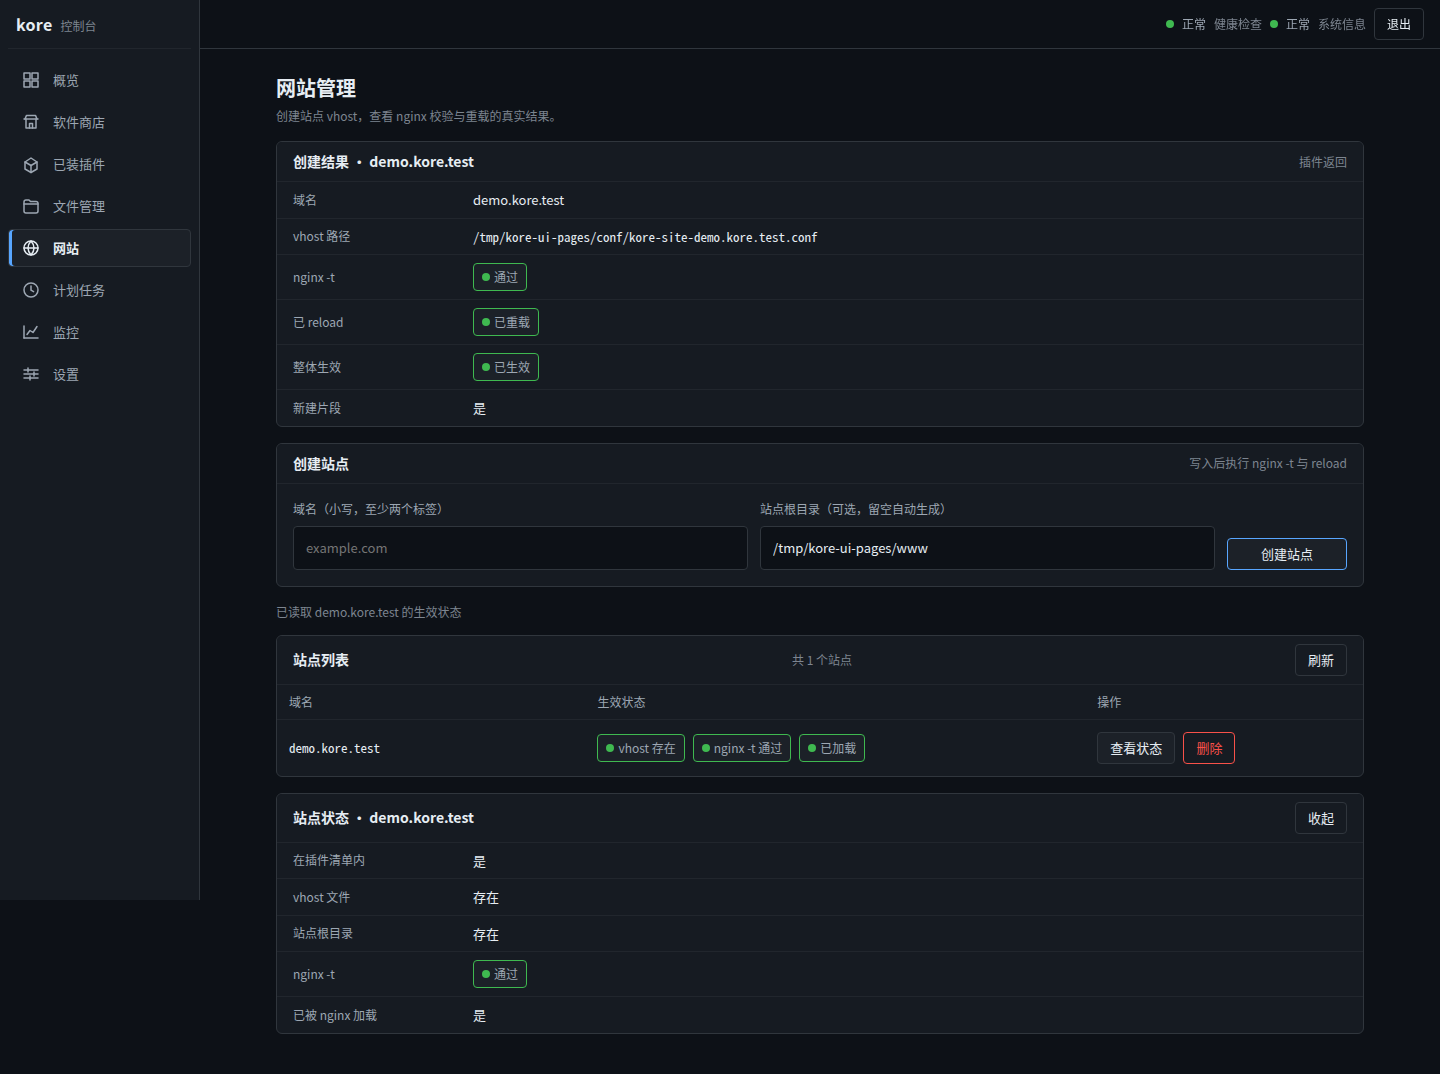 kore 控制台
正常 健康检查 正常 系统信息 退出
概览
软件商店
已装插件
文件管理
网站
计划任务
监控
设置
网站管理
创建站点 vhost，查看 nginx 校验与重载的真实结果。
创建结果 • demo.kore.test 插件返回
域名 demo.kore.test
vhost 路径 /tmp/kore-ui-pages/conf/kore-site-demo.kore.test.conf
nginx -t 通过
已 reload 已重载
整体生效 已生效
新建片段 是
创建站点 写入后执行 nginx -t 与 reload
域名（小写，至少两个标签） 站点根目录（可选，留空自动生成）
example.com /tmp/kore-ui-pages/www 创建站点
已读取 demo.kore.test 的生效状态
站点列表 共 1 个站点 刷新
域名 生效状态 操作
demo.kore.test vhost 存在 nginx -t 通过 已加载 查看状态 删除
站点状态 • demo.kore.test 收起
在插件清单内 是
vhost 文件 存在
站点根目录 存在
nginx -t 通过
已被 nginx 加载 是